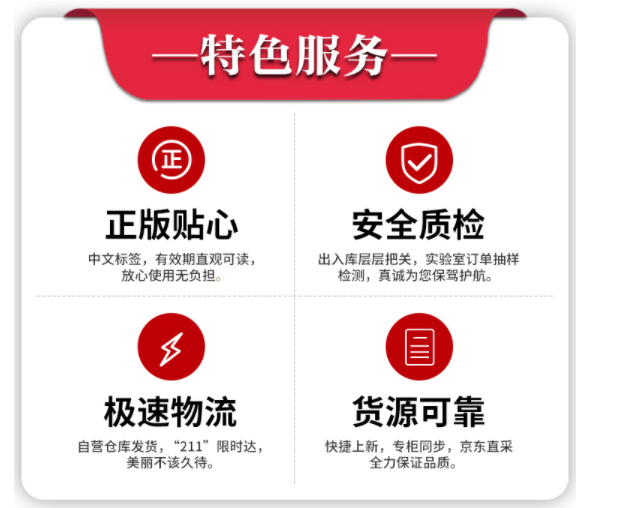 —特色服务—
正
正版贴心
中文标签，有效期直观可读，
放心使用无负担。
安全质检
出入库层层把关，实验室订单抽样
检测，真诚为您保驾护航。
极速物流
自营仓库发货，“211”限时达，
美丽不该久待。
货源可靠
快捷上新，专柜同步，京东直采
全力保证品质。